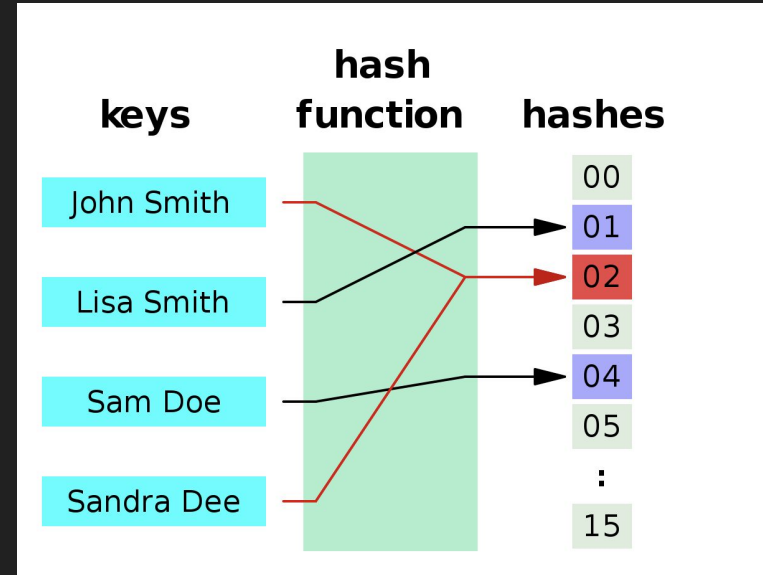 hash
keys function hashes
John Smith
Lisa Smith
Sam Doe
Sandra Dee
00
01
02
03
04
05
:
15